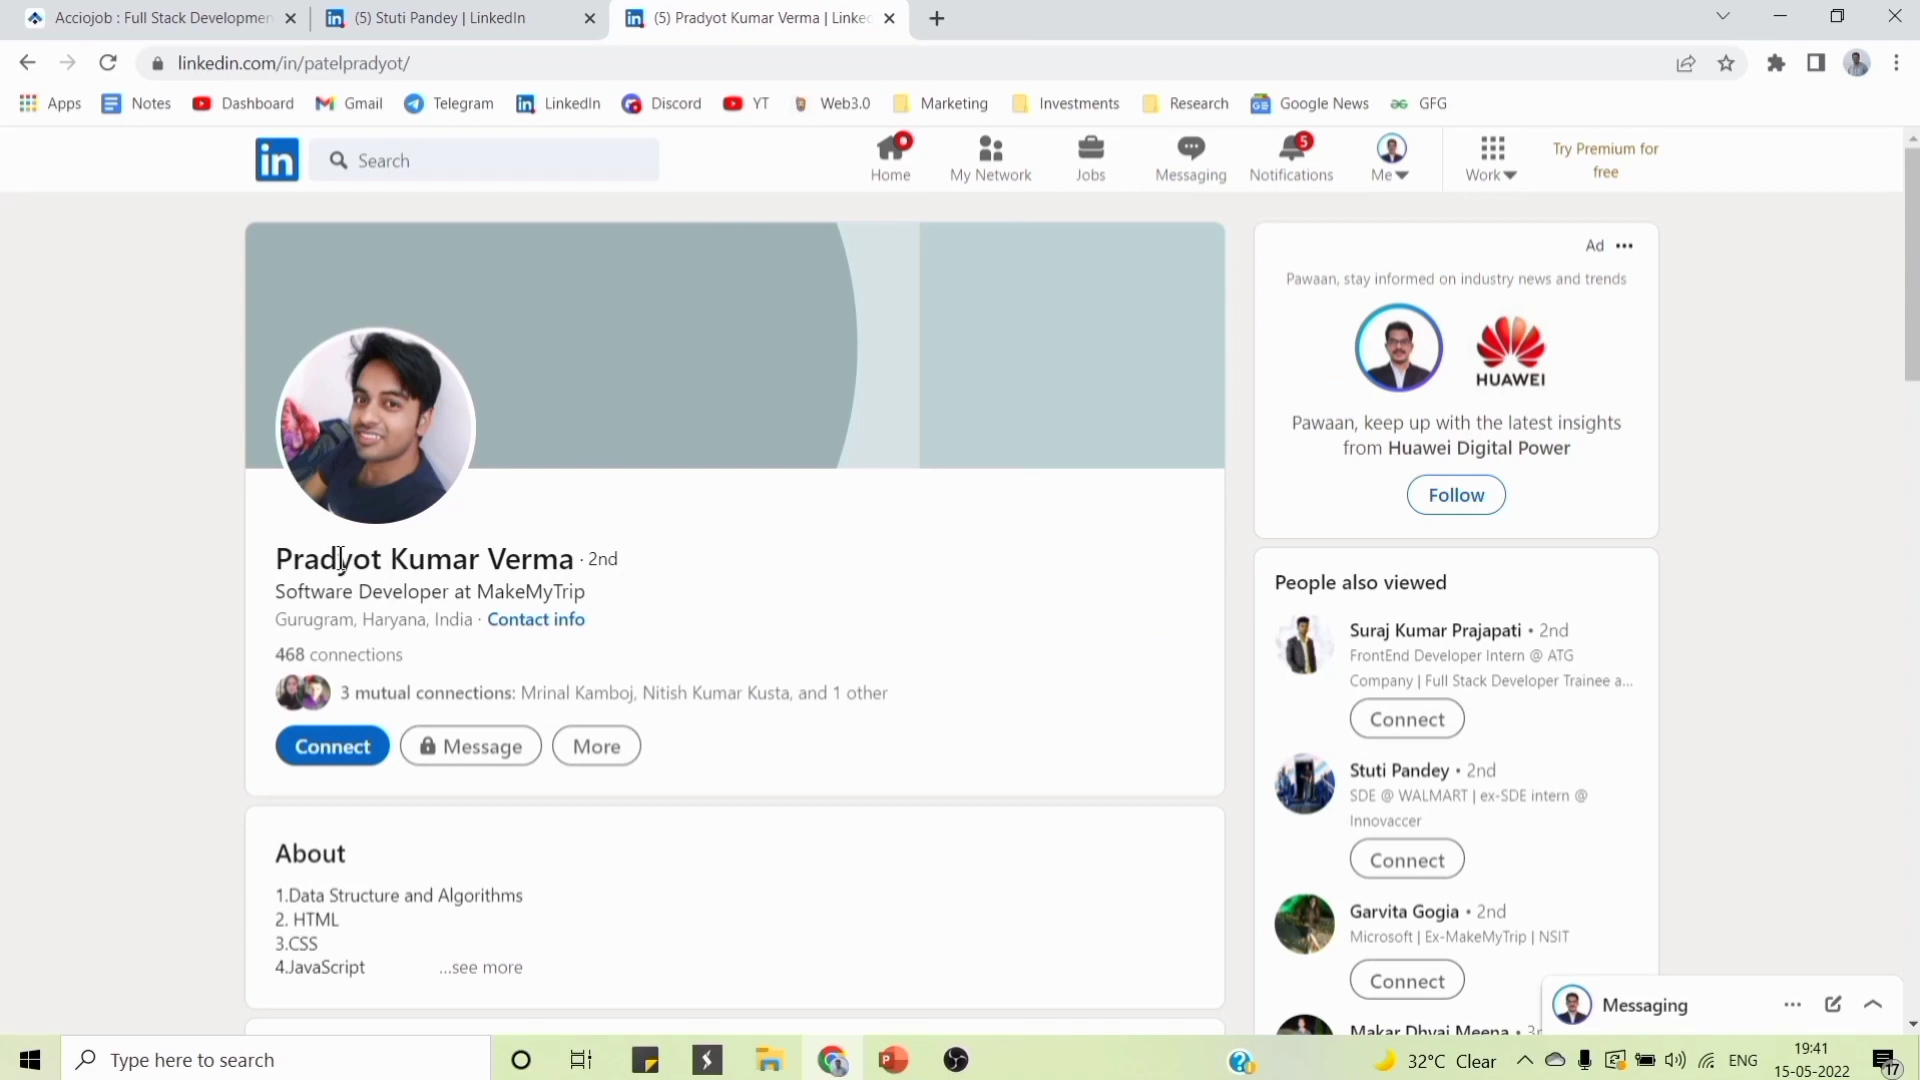 Acciojob : Full Stack Developmen
(5) Stuti Pandey | LinkedIn
(5) Pradyot Kumar Verma | Linke
linkedin.com/in/patelpradyot/
Apps
Notes
Dashboard
Gmail
Telegram
LinkedIn
Discord
YT
Web3.0
Marketing
Investments
Research
Google News
GFG
in
Search
Home
My Network
Jobs
Messaging
5
Notifications
Me
Work
Try Premium for
free
Pradyot Kumar Verma · 2nd
Software Developer at MakeMyTrip
Gurugram, Haryana, India · Contact info
468 connections
3 mutual connections: Mrinal Kamboj, Nitish Kumar Kusta, and 1 other
Connect
Message
More
About
1.Data Structure and Algorithms
2. HTML
3.CSS
4.JavaScript
...see more
Ad
Pawaan, stay informed on industry news and trends
HUAWEI
Pawaan, keep up with the latest insights
from Huawei Digital Power
Follow
People also viewed
Suraj Kumar Prajapati • 2nd
FrontEnd Developer Intern @ ATG
Company | Full Stack Developer Trainee a...
Connect
Stuti Pandey • 2nd
SDE @ WALMART | ex-SDE intern @
Innovaccer
Connect
Garvita Gogia • 2nd
Microsoft | Ex-MakeMyTrip | NSIT
Connect
Makar Dhvaj Meena
Messaging
Type here to search
32°C Clear
ENG
19:41
15-05-2022
17